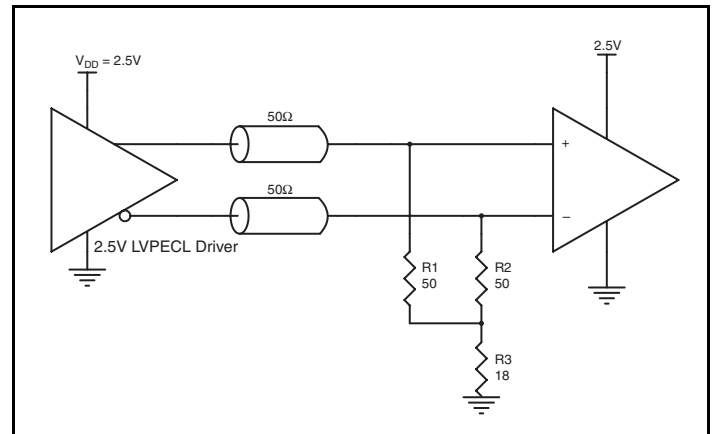 V_DD = 2.5V
2.5V
50Ω
+
50Ω
−
2.5V LVPECL Driver
R1
50
R2
50
R3
18